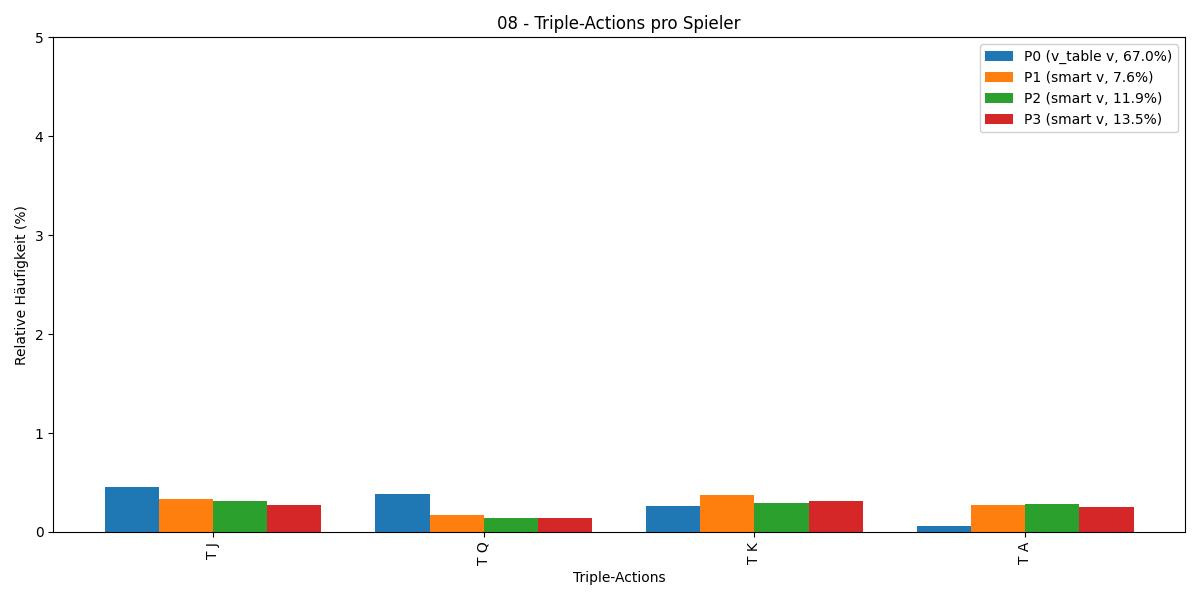 08 - Triple-Actions pro Spieler
P0 (v_table v, 67.0%)
P1 (smart v, 7.6%)
P2 (smart v, 11.9%)
P3 (smart v, 13.5%)
Relative Häufigkeit (%)
5
4
3
2
1
0
T J
T Q
T K
T A
Triple-Actions